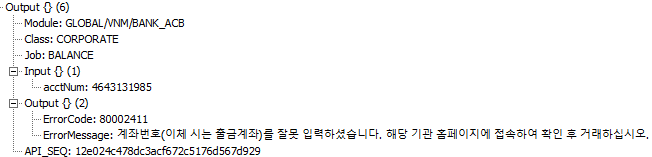 Output {} (6)
Module: GLOBAL/VNM/BANK_ACB
Class: CORPORATE
Job: BALANCE
Input {} (1)
acctNum: 4643131985
Output {} (2)
ErrorCode: 80002411
ErrorMessage: 계좌번호(이체 시는 출금계좌)를 잘못 입력하셨습니다. 해당 기관 홈페이지에 접속하여 확인 후 거래하십시오.
API_SEQ: 12e024c478dc3acf672c5176d567d929